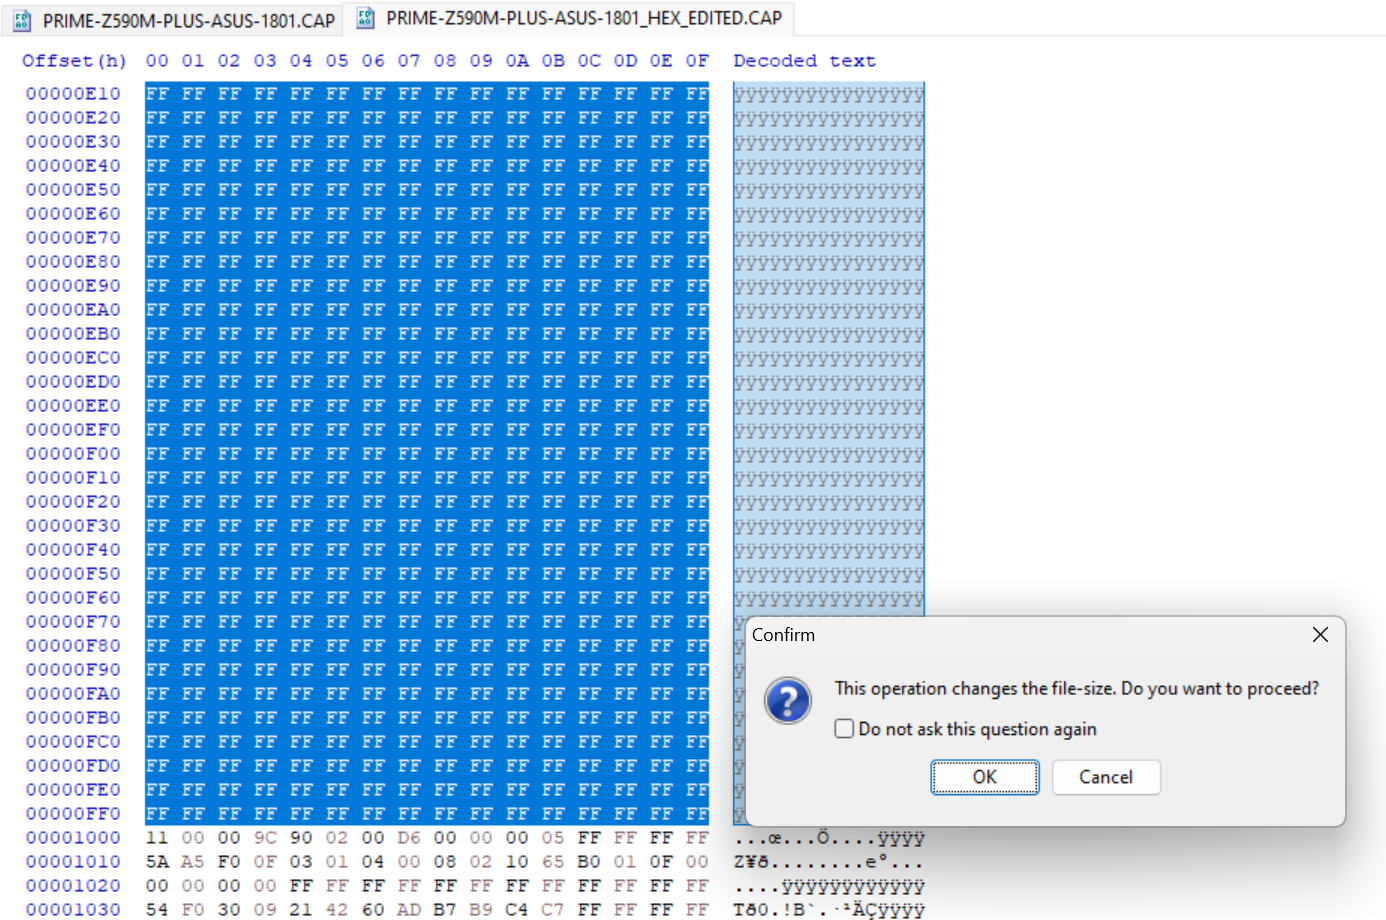 PRIME-Z590M-PLUS-ASUS-1801.CAP PRIME-Z590M-PLUS-ASUS-1801_HEX_EDITED.CAP
Offset(h) 00 01 02 03 04 05 06 07 08 09 0A 0B 0C 0D 0E 0F Decoded text
00000E10 FF FF FF FF FF FF FF FF FF FF FF FF FF FF FF FF ÿÿÿÿÿÿÿÿÿÿÿÿÿÿÿÿ
00000E20 FF FF FF FF FF FF FF FF FF FF FF FF FF FF FF FF ÿÿÿÿÿÿÿÿÿÿÿÿÿÿÿÿ
00000E30 FF FF FF FF FF FF FF FF FF FF FF FF FF FF FF FF ÿÿÿÿÿÿÿÿÿÿÿÿÿÿÿÿ
00000E40 FF FF FF FF FF FF FF FF FF FF FF FF FF FF FF FF ÿÿÿÿÿÿÿÿÿÿÿÿÿÿÿÿ
00000E50 FF FF FF FF FF FF FF FF FF FF FF FF FF FF FF FF ÿÿÿÿÿÿÿÿÿÿÿÿÿÿÿÿ
00000E60 FF FF FF FF FF FF FF FF FF FF FF FF FF FF FF FF ÿÿÿÿÿÿÿÿÿÿÿÿÿÿÿÿ
00000E70 FF FF FF FF FF FF FF FF FF FF FF FF FF FF FF FF ÿÿÿÿÿÿÿÿÿÿÿÿÿÿÿÿ
00000E80 FF FF FF FF FF FF FF FF FF FF FF FF FF FF FF FF ÿÿÿÿÿÿÿÿÿÿÿÿÿÿÿÿ
00000E90 FF FF FF FF FF FF FF FF FF FF FF FF FF FF FF FF ÿÿÿÿÿÿÿÿÿÿÿÿÿÿÿÿ
00000EA0 FF FF FF FF FF FF FF FF FF FF FF FF FF FF FF FF ÿÿÿÿÿÿÿÿÿÿÿÿÿÿÿÿ
00000EB0 FF FF FF FF FF FF FF FF FF FF FF FF FF FF FF FF ÿÿÿÿÿÿÿÿÿÿÿÿÿÿÿÿ
00000EC0 FF FF FF FF FF FF FF FF FF FF FF FF FF FF FF FF ÿÿÿÿÿÿÿÿÿÿÿÿÿÿÿÿ
00000ED0 FF FF FF FF FF FF FF FF FF FF FF FF FF FF FF FF ÿÿÿÿÿÿÿÿÿÿÿÿÿÿÿÿ
00000EE0 FF FF FF FF FF FF FF FF FF FF FF FF FF FF FF FF ÿÿÿÿÿÿÿÿÿÿÿÿÿÿÿÿ
00000EF0 FF FF FF FF FF FF FF FF FF FF FF FF FF FF FF FF ÿÿÿÿÿÿÿÿÿÿÿÿÿÿÿÿ
00000F00 FF FF FF FF FF FF FF FF FF FF FF FF FF FF FF FF ÿÿÿÿÿÿÿÿÿÿÿÿÿÿÿÿ
00000F10 FF FF FF FF FF FF FF FF FF FF FF FF FF FF FF FF ÿÿÿÿÿÿÿÿÿÿÿÿÿÿÿÿ
00000F20 FF FF FF FF FF FF FF FF FF FF FF FF FF FF FF FF ÿÿÿÿÿÿÿÿÿÿÿÿÿÿÿÿ
00000F30 FF FF FF FF FF FF FF FF FF FF FF FF FF FF FF FF ÿÿÿÿÿÿÿÿÿÿÿÿÿÿÿÿ
00000F40 FF FF FF FF FF FF FF FF FF FF FF FF FF FF FF FF ÿÿÿÿÿÿÿÿÿÿÿÿÿÿÿÿ
00000F50 FF FF FF FF FF FF FF FF FF FF FF FF FF FF FF FF ÿÿÿÿÿÿÿÿÿÿÿÿÿÿÿÿ
00000F60 FF FF FF FF FF FF FF FF FF FF FF FF FF FF FF FF ÿÿÿÿÿÿÿÿÿÿÿÿÿÿÿÿ
00000F70 FF FF FF FF FF FF FF FF FF FF FF FF FF FF FF FF ÿ
00000F80 FF FF FF FF FF FF FF FF FF FF FF FF FF FF FF FF ÿ
00000F90 FF FF FF FF FF FF FF FF FF FF FF FF FF FF FF FF ÿ
00000FA0 FF FF FF FF FF FF FF FF FF FF FF FF FF FF FF FF ÿ
00000FB0 FF FF FF FF FF FF FF FF FF FF FF FF FF FF FF FF ÿ
00000FC0 FF FF FF FF FF FF FF FF FF FF FF FF FF FF FF FF ÿ
00000FD0 FF FF FF FF FF FF FF FF FF FF FF FF FF FF FF FF ÿ
00000FE0 FF FF FF FF FF FF FF FF FF FF FF FF FF FF FF FF ÿ
00000FF0 FF FF FF FF FF FF FF FF FF FF FF FF FF FF FF FF ÿ
00001000 11 00 00 9C 90 02 00 D6 00 00 00 05 FF FF FF FF ...œ...Ö....ÿÿÿÿ
00001010 5A A5 F0 0F 03 01 04 00 08 02 10 65 B0 01 0F 00 Z¥ð........e°...
00001020 00 00 00 00 FF FF FF FF FF FF FF FF FF FF FF FF ....ÿÿÿÿÿÿÿÿÿÿÿÿ
00001030 54 F0 30 09 21 42 60 AD B7 B9 C4 C7 FF FF FF FF Tð0.!B`.·¹ÄÇÿÿÿÿ
Confirm
This operation changes the file-size. Do you want to proceed?
Do not ask this question again
OK Cancel